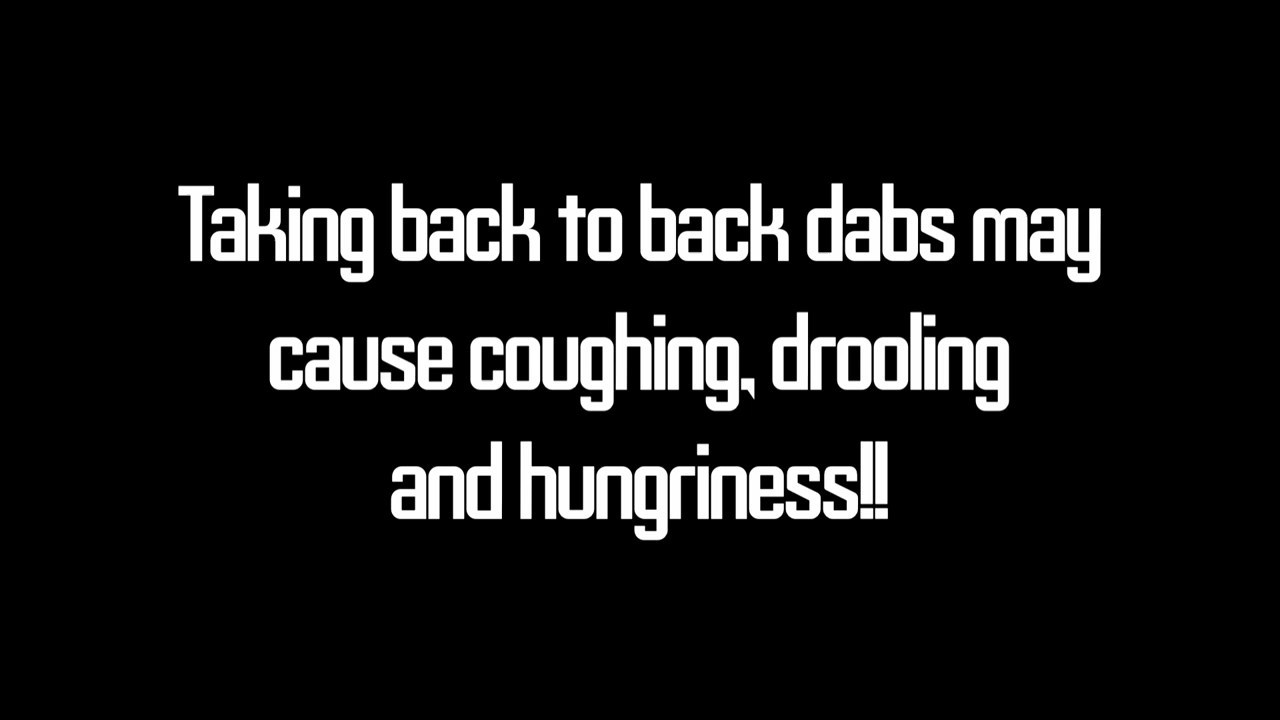 Taking back to back dabs may
cause coughing, drooling
and hungriness!!